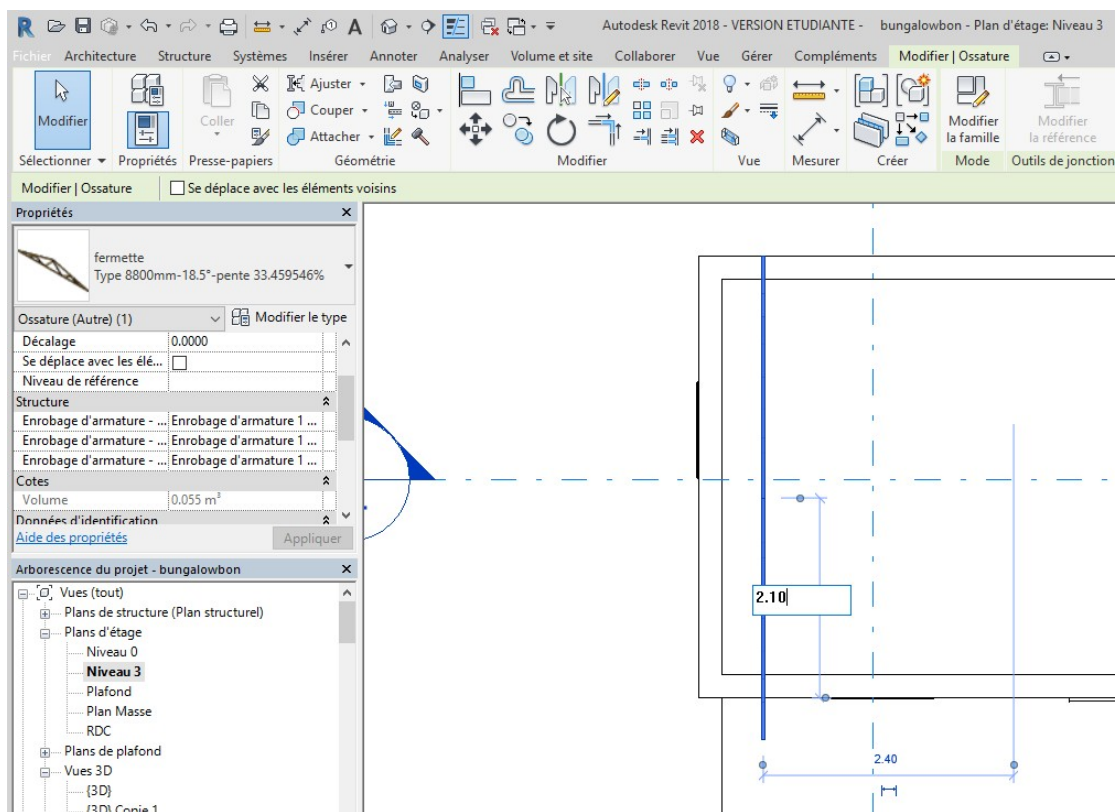 Autodesk Revit 2018 - VERSION ETUDIANTE - bungalowbon - Plan d'étage: Niveau 3
Fichier Architecture Structure Systèmes Insérer Annoter Analyser Volume et site Collaborer Vue Gérer Compléments Modifier | Ossature
Modifier
Coller
Ajuster
Couper
Attacher
Modifier la famille
Modifier la référence
Sélectionner Propriétés Presse-papiers Géométrie Modifier Vue Mesurer Créer Mode Outils de jonction
Modifier | Ossature Se déplace avec les éléments voisins
Propriétés
fermette
Type 8800mm-18.5°-pente 33.459546%
Ossature (Autre) (1) Modifier le type
Décalage 0.0000
Se déplace avec les élé...
Niveau de référence
Structure
Enrobage d'armature - ... Enrobage d'armature 1 ...
Enrobage d'armature - ... Enrobage d'armature 1 ...
Enrobage d'armature - ... Enrobage d'armature 1 ...
Cotes
Volume 0.055 m³
Données d'identification
Aide des propriétés Appliquer
Arborescence du projet - bungalowbon
Vues (tout)
Plans de structure (Plan structurel)
Plans d'étage
Niveau 0
Niveau 3
Plafond
Plan Masse
RDC
Plans de plafond
Vues 3D
{3D}
{3D} Copie 1
2.10
2.40